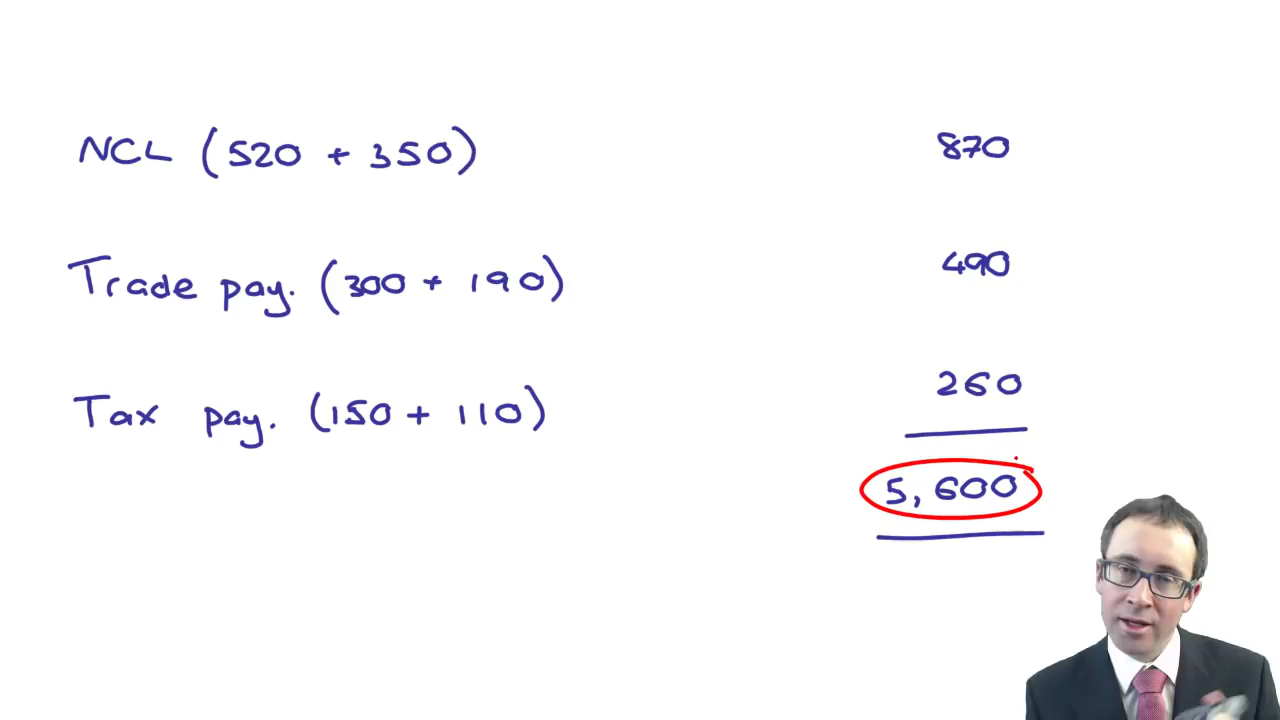 NCL (520 + 350) 870
Trade pay. (300 + 190) 490
Tax pay. (150 + 110) 260
5,600